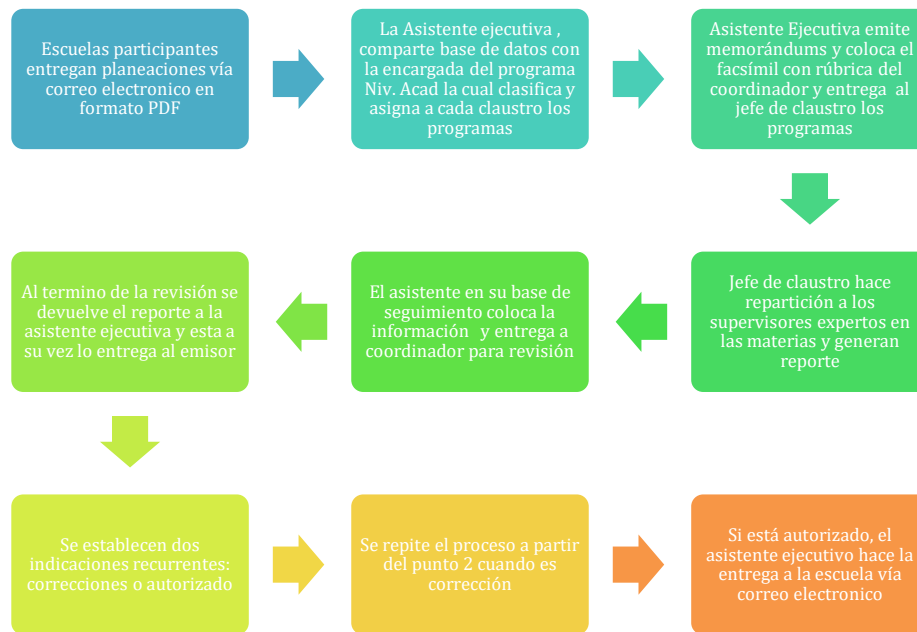 Escuelas participantes
entregan planeaciones vía
correo electronico en
formato PDF
La Asistente ejecutiva ,
comparte base de datos con
la encargada del programa
Niv. Acad la cual clasifica y
asigna a cada claustro los
programas
Asistente Ejecutiva emite
memorándums y coloca el
facsímil con rúbrica del
coordinador y entrega al
jefe de claustro los
programas
Jefe de claustro hace
repartición a los
supervisores expertos en
las materias y generan
reporte
El asistente en su base de
seguimiento coloca la
información y entrega a
coordinador para revisión
Al termino de la revisión se
devuelve el reporte a la
asistente ejecutiva y esta a
su vez lo entrega al emisor
Se establecen dos
indicaciones recurrentes:
correcciones o autorizado
Se repite el proceso a partir
del punto 2 cuando es
corrección
Si está autorizado, el
asistente ejecutivo hace la
entrega a la escuela vía
correo electronico